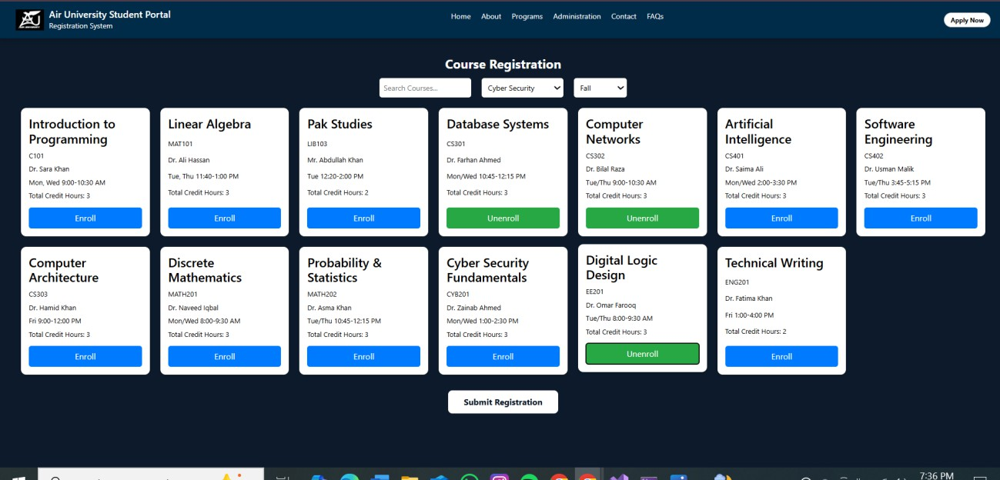 Air University Student Portal
Registration System
Home About Programs Administration Contact FAQs
Apply Now
Course Registration
Search Courses...
Cyber Security
Fall
Introduction to
Programming
C101
Dr. Sara Khan
Mon, Wed 9:00-10:30 AM
Total Credit Hours: 3
Enroll
Linear Algebra
MAT101
Dr. Ali Hassan
Tue, Thu 11:40-1:00 PM
Total Credit Hours: 3
Enroll
Pak Studies
LIB103
Mr. Abdullah Khan
Tue 12:20-2:00 PM
Total Credit Hours: 2
Enroll
Database Systems
CS301
Dr. Farhan Ahmed
Mon/Wed 10:45-12:15 PM
Total Credit Hours: 3
Unenroll
Computer
Networks
CS302
Dr. Bilal Raza
Tue/Thu 9:00-10:30 AM
Total Credit Hours: 3
Unenroll
Artificial
Intelligence
CS401
Dr. Saima Ali
Mon/Wed 2:00-3:30 PM
Total Credit Hours: 3
Enroll
Software
Engineering
CS402
Dr. Usman Malik
Tue/Thu 3:45-5:15 PM
Total Credit Hours: 3
Enroll
Computer
Architecture
CS303
Dr. Hamid Khan
Fri 9:00-12:00 PM
Total Credit Hours: 3
Enroll
Discrete
Mathematics
MATH201
Dr. Naveed Iqbal
Mon/Wed 8:00-9:30 AM
Total Credit Hours: 3
Enroll
Probability &
Statistics
MATH202
Dr. Asma Khan
Tue/Thu 10:45-12:15 PM
Total Credit Hours: 3
Enroll
Cyber Security
Fundamentals
CYB201
Dr. Zainab Ahmed
Mon/Wed 1:00-2:30 PM
Total Credit Hours: 3
Enroll
Digital Logic
Design
EE201
Dr. Omar Farooq
Tue/Thu 8:00-9:30 AM
Total Credit Hours: 3
Unenroll
Technical Writing
ENG201
Dr. Fatima Khan
Fri 1:00-4:00 PM
Total Credit Hours: 2
Enroll
Submit Registration
7:36 PM